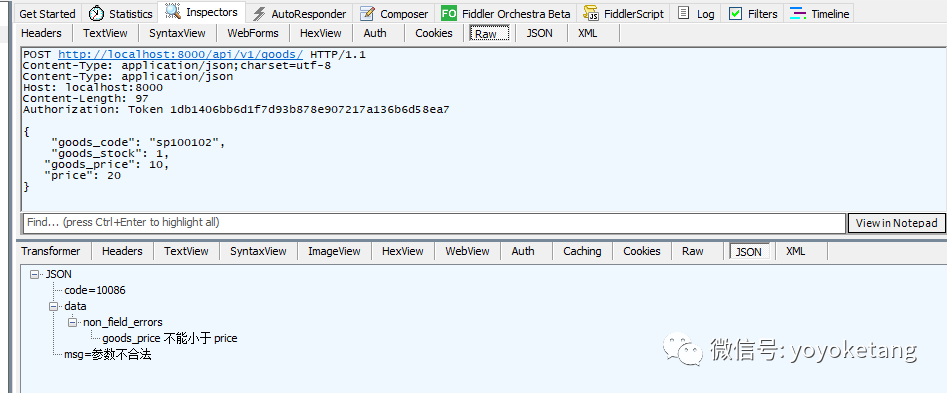 Get Started Statistics Inspectors AutoResponder Composer FO Fiddler Orchestra Beta JS FiddlerScript Log Filters Timeline
Headers TextView SyntaxView WebForms HexView Auth Cookies Raw JSON XML
POST http://localhost:8000/api/v1/goods/ HTTP/1.1
Content-Type: application/json;charset=utf-8
Content-Type: application/json
Host: localhost:8000
Content-Length: 97
Authorization: Token 1db1406bb6d1f7d93b878e907217a136b6d58ea7
{
"goods_code": "sp100102",
"goods_stock": 1,
"goods_price": 10,
"price": 20
}
Find... (press Ctrl+Enter to highlight all) View in Notepad
Transformer Headers TextView SyntaxView ImageView HexView WebView Auth Caching Cookies Raw JSON XML
JSON
code=10086
data
non_field_errors
goods_price 不能小于 price
msg=参数不合法
微信号: yoyoketang